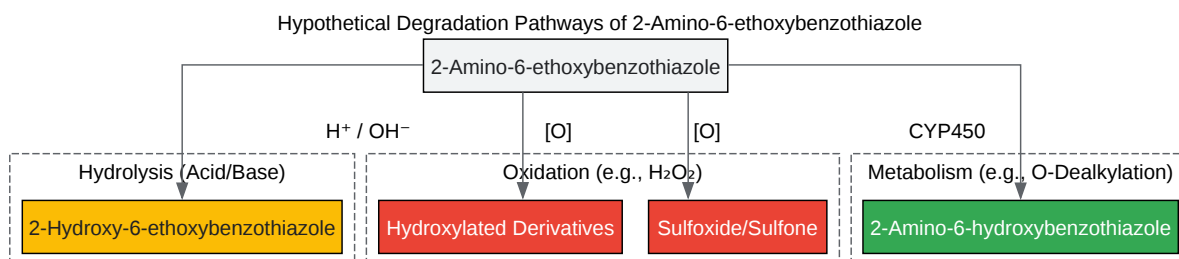 Hypothetical Degradation Pathways of 2-Amino-6-ethoxybenzothiazole
2-Amino-6-ethoxybenzothiazole
H⁺ / OH⁻
[O]
[O]
CYP450
Hydrolysis (Acid/Base)
Oxidation (e.g., H₂O₂)
Metabolism (e.g., O-Dealkylation)
2-Hydroxy-6-ethoxybenzothiazole
Hydroxylated Derivatives
Sulfoxide/Sulfone
2-Amino-6-hydroxybenzothiazole